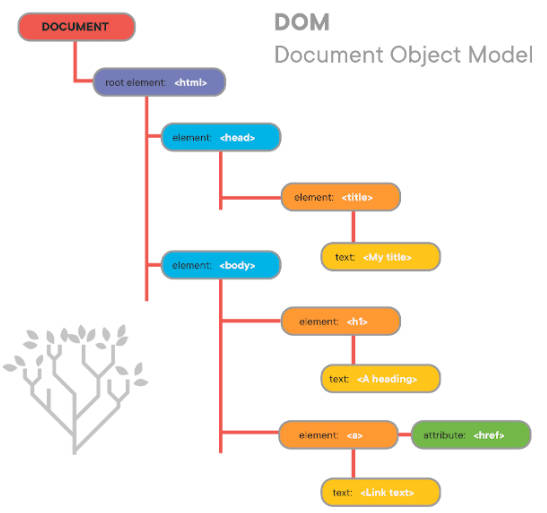 DOM
Document Object Model
DOCUMENT
root element: <html>
element: <head>
element: <title>
text: <My title>
element: <body>
element: <h1>
text: <A heading>
element: <a>
attribute: <href>
text: <Link text>